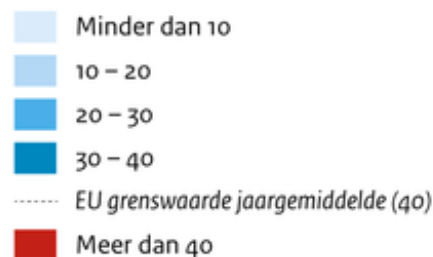 Minder dan 10
10 – 20
20 – 30
30 – 40
EU grenswaarde jaargemiddelde (40)
Meer dan 40